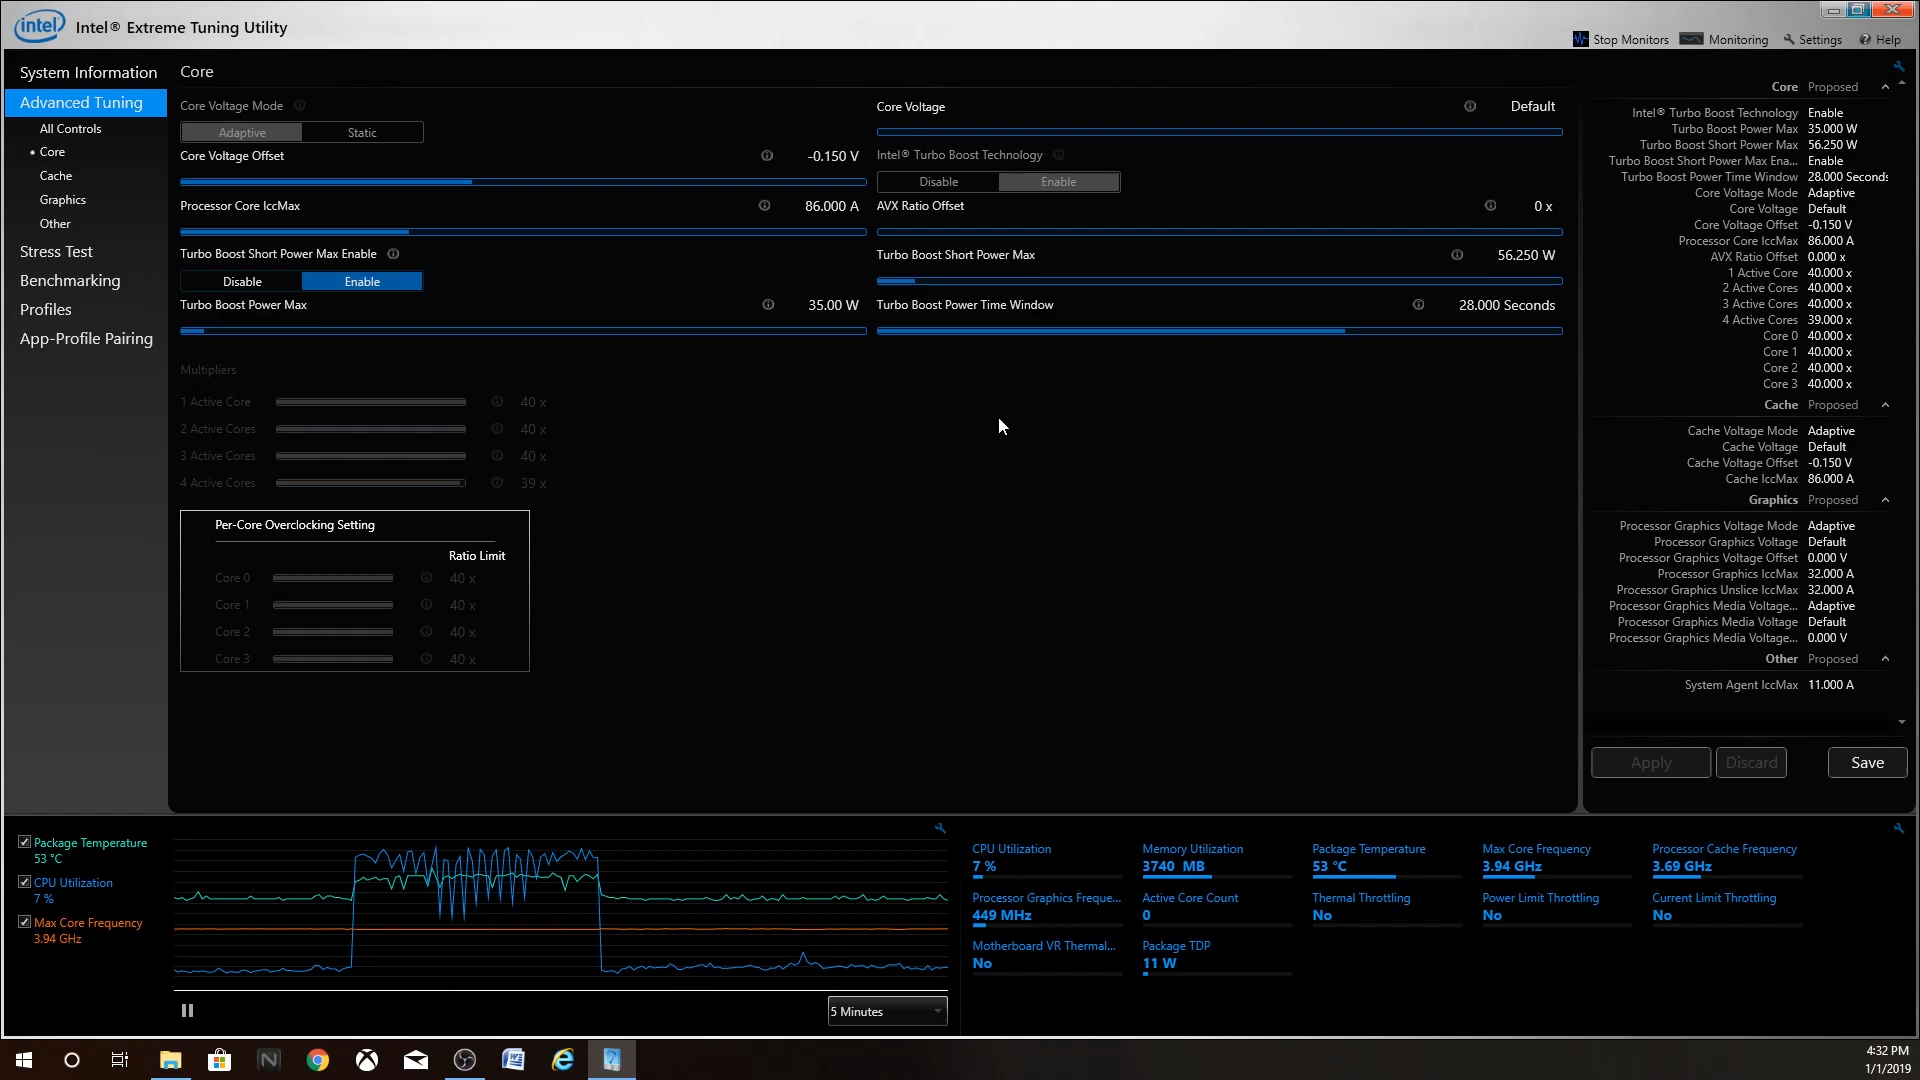 intel
Intel® Extreme Tuning Utility
Stop Monitors
Monitoring
Settings
Help
System Information
Advanced Tuning
All Controls
• Core
Cache
Graphics
Other
Stress Test
Benchmarking
Profiles
App-Profile Pairing
Core
Core Voltage Mode
Adaptive Static
Core Voltage Default
Core Voltage Offset -0.150 V
Intel® Turbo Boost Technology
Disable Enable
Processor Core IccMax 86.000 A
AVX Ratio Offset 0 x
Turbo Boost Short Power Max Enable
Disable Enable
Turbo Boost Short Power Max 56.250 W
Turbo Boost Power Max 35.00 W
Turbo Boost Power Time Window 28.000 Seconds
Multipliers
1 Active Core 40 x
2 Active Cores 40 x
3 Active Cores 40 x
4 Active Cores 39 x
Per-Core Overclocking Setting
Ratio Limit
Core 0 40 x
Core 1 40 x
Core 2 40 x
Core 3 40 x
Core Proposed
Intel® Turbo Boost Technology Enable
Turbo Boost Power Max 35.000 W
Turbo Boost Short Power Max 56.250 W
Turbo Boost Short Power Max Ena... Enable
Turbo Boost Power Time Window 28.000 Seconds
Core Voltage Mode Adaptive
Core Voltage Default
Core Voltage Offset -0.150 V
Processor Core IccMax 86.000 A
AVX Ratio Offset 0.000 x
1 Active Core 40.000 x
2 Active Cores 40.000 x
3 Active Cores 40.000 x
4 Active Cores 39.000 x
Core 0 40.000 x
Core 1 40.000 x
Core 2 40.000 x
Core 3 40.000 x
Cache Proposed
Cache Voltage Mode Adaptive
Cache Voltage Default
Cache Voltage Offset -0.150 V
Cache IccMax 86.000 A
Graphics Proposed
Processor Graphics Voltage Mode Adaptive
Processor Graphics Voltage Default
Processor Graphics Voltage Offset 0.000 V
Processor Graphics IccMax 32.000 A
Processor Graphics Unslice IccMax 32.000 A
Processor Graphics Media Voltage... Adaptive
Processor Graphics Media Voltage Default
Processor Graphics Media Voltage... 0.000 V
Other Proposed
System Agent IccMax 11.000 A
Apply Discard Save
Package Temperature
53 °C
CPU Utilization
7 %
Max Core Frequency
3.94 GHz
5 Minutes
CPU Utilization
7 %
Memory Utilization
3740 MB
Package Temperature
53 °C
Max Core Frequency
3.94 GHz
Processor Cache Frequency
3.69 GHz
Processor Graphics Freque...
449 MHz
Active Core Count
0
Thermal Throttling
No
Power Limit Throttling
No
Current Limit Throttling
No
Motherboard VR Thermal...
No
Package TDP
11 W
4:32 PM
1/1/2019